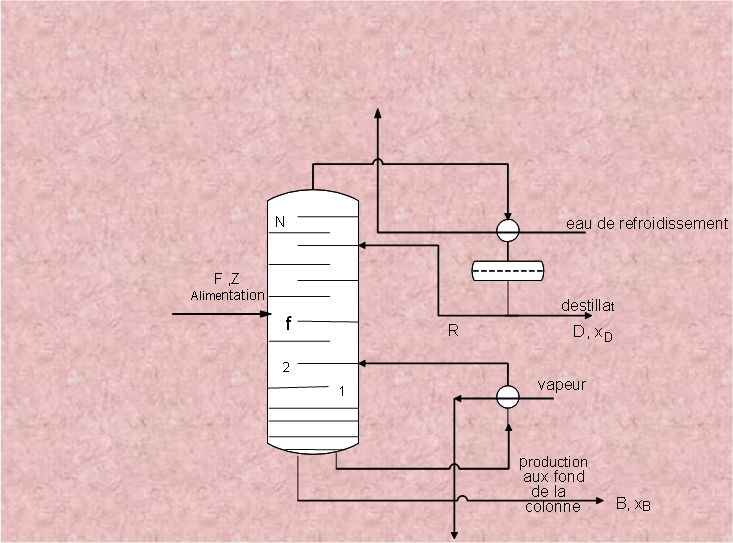 N
eau de refroidissement
F ,Z
Alimentation
destillat
f
R
D, xD
2
1
vapeur
production
aux fond
de la
colonne
B, xB